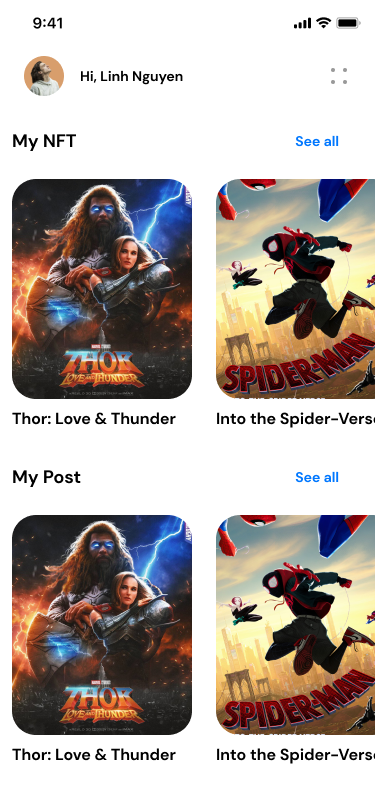 9:41
Hi, Linh Nguyen
My NFT
See all
THOR
LOVE AND THUNDER
SPIDER-MAN
Thor: Love & Thunder
Into the Spider-Verse
My Post
See all
THOR
LOVE AND THUNDER
SPIDER-MAN
Thor: Love & Thunder
Into the Spider-Verse